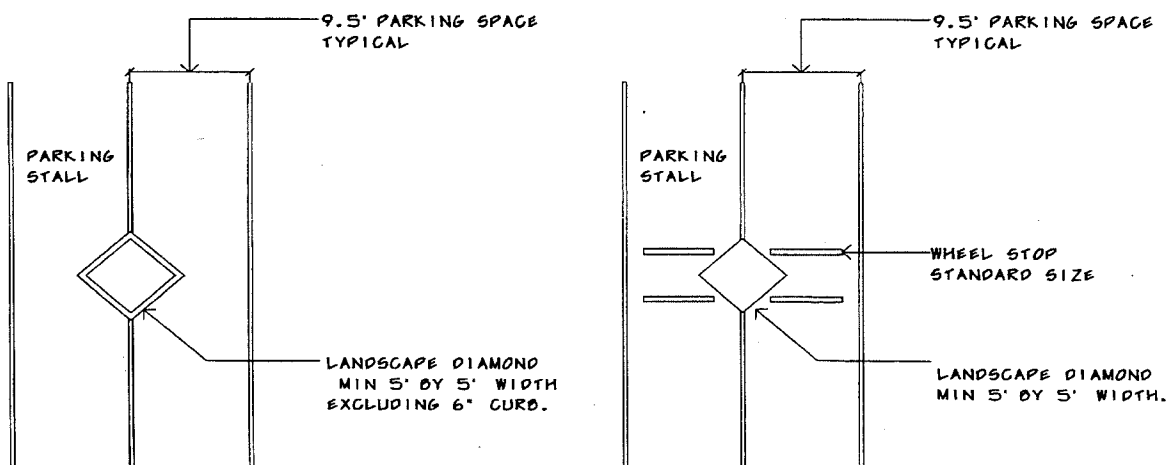 9.5' PARKING SPACE
TYPICAL
PARKING
STALL
LANDSCAPE DIAMOND
MIN 5' BY 5' WIDTH
EXCLUDING 6" CURB.
9.5' PARKING SPACE
TYPICAL
PARKING
STALL
WHEEL STOP
STANDARD SIZE
LANDSCAPE DIAMOND
MIN 5' BY 5' WIDTH.